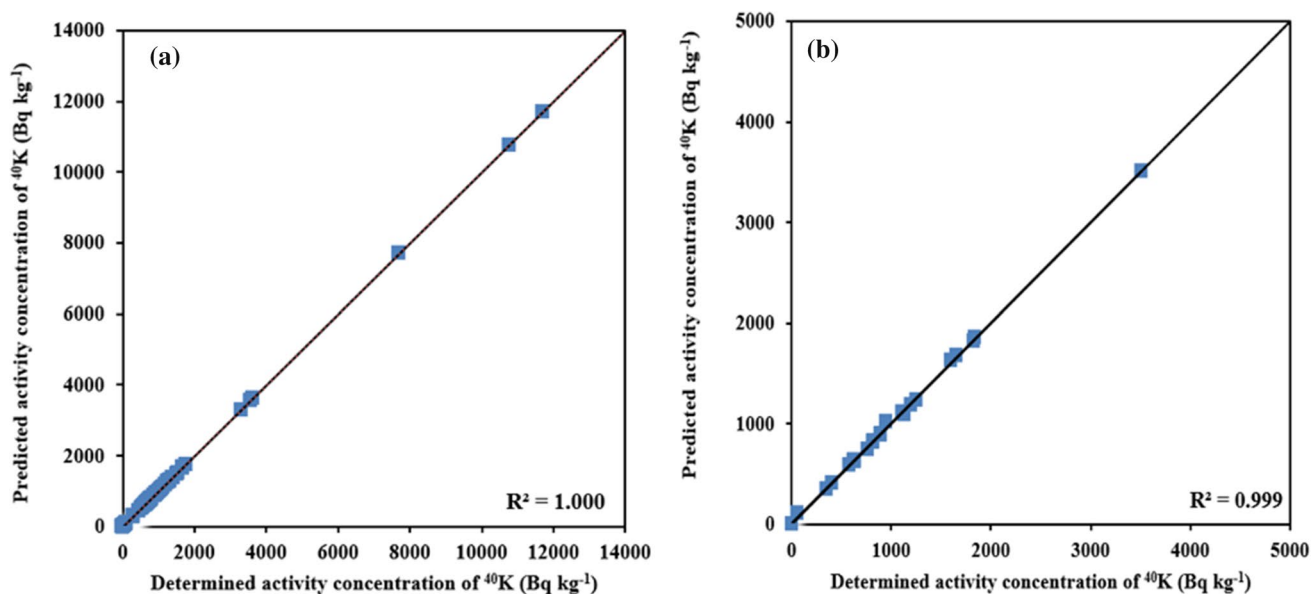 (a)
Predicted activity concentration of ⁴⁰K (Bq kg⁻¹)
14000
12000
10000
8000
6000
4000
2000
0
0 2000 4000 6000 8000 10000 12000 14000
Determined activity concentration of ⁴⁰K (Bq kg⁻¹)
R² = 1.000
(b)
Predicted activity concentration of ⁴⁰K (Bq kg⁻¹)
5000
4000
3000
2000
1000
0
0 1000 2000 3000 4000 5000
Determined activity concentration of ⁴⁰K (Bq kg⁻¹)
R² = 0.999